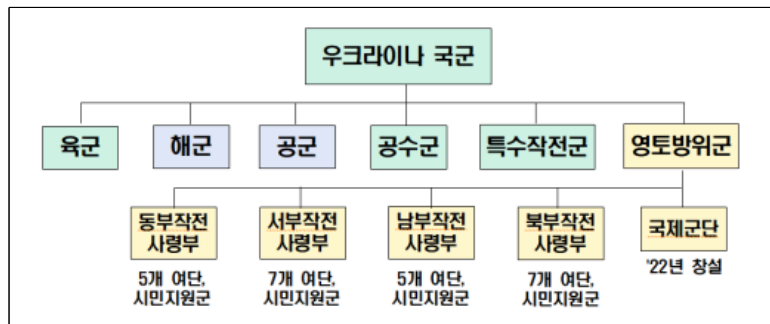 우크라이나 국군
육군
해군
공군
공수군
특수작전군
영토방위군
동부작전
사령부
서부작전
사령부
남부작전
사령부
북부작전
사령부
국제군단
5개 여단,
시민지원군
7개 여단,
시민지원군
5개 여단,
시민지원군
7개 여단,
시민지원군
'22년 창설